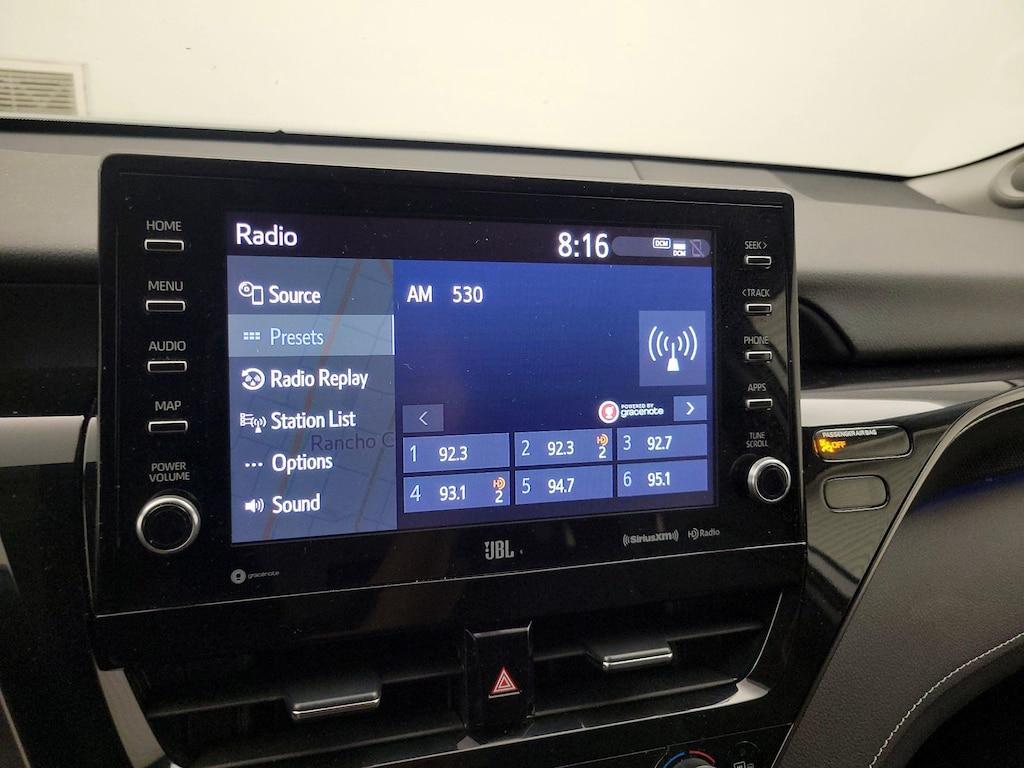 HOME
MENU
AUDIO
MAP
POWER
VOLUME
Radio
8:16
DCM
DCM
Source
Presets
Radio Replay
Station List
Rancho C
Options
Sound
AM 530
POWERED BY
gracenote
1 92.3
2 92.3 HD 2
3 92.7
4 93.1 HD 2
5 94.7
6 95.1
SEEK >
< TRACK
PHONE
APPS
TUNE
SCROLL
PASSENGER AIR BAG
OFF
gracenote
JBL
((SiriusXM))
HD Radio